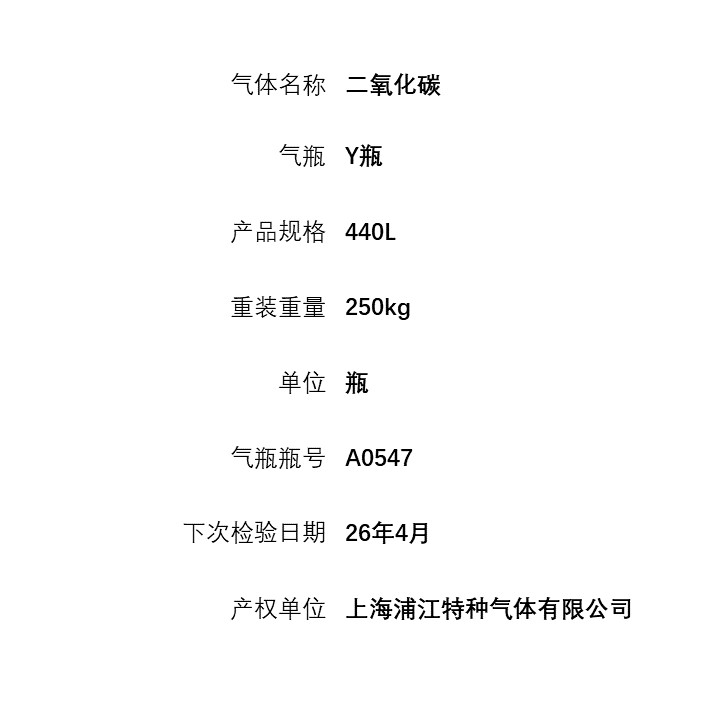 气体名称 二氧化碳
气瓶 Y瓶
产品规格 440L
重装重量 250kg
单位 瓶
气瓶瓶号 A0547
下次检验日期 26年4月
产权单位 上海浦江特种气体有限公司